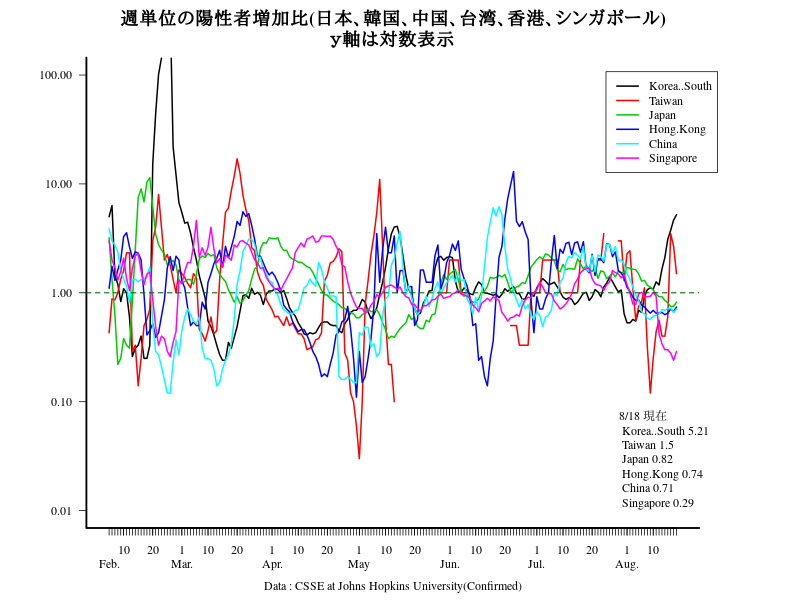 週単位の陽性者増加比(日本、韓国、中国、台湾、香港、シンガポール)
y軸は対数表示
100.00
10.00
1.00
0.10
0.01
Korea..South
Taiwan
Japan
Hong.Kong
China
Singapore
8/18 現在
Korea..South 5.21
Taiwan 1.5
Japan 0.82
Hong.Kong 0.74
China 0.71
Singapore 0.29
10 20 1 10 20 1 10 20 1 10 20 1 10 20 1 10 20 1 10
Feb. Mar. Apr. May Jun. Jul. Aug.
Data : CSSE at Johns Hopkins University(Confirmed)